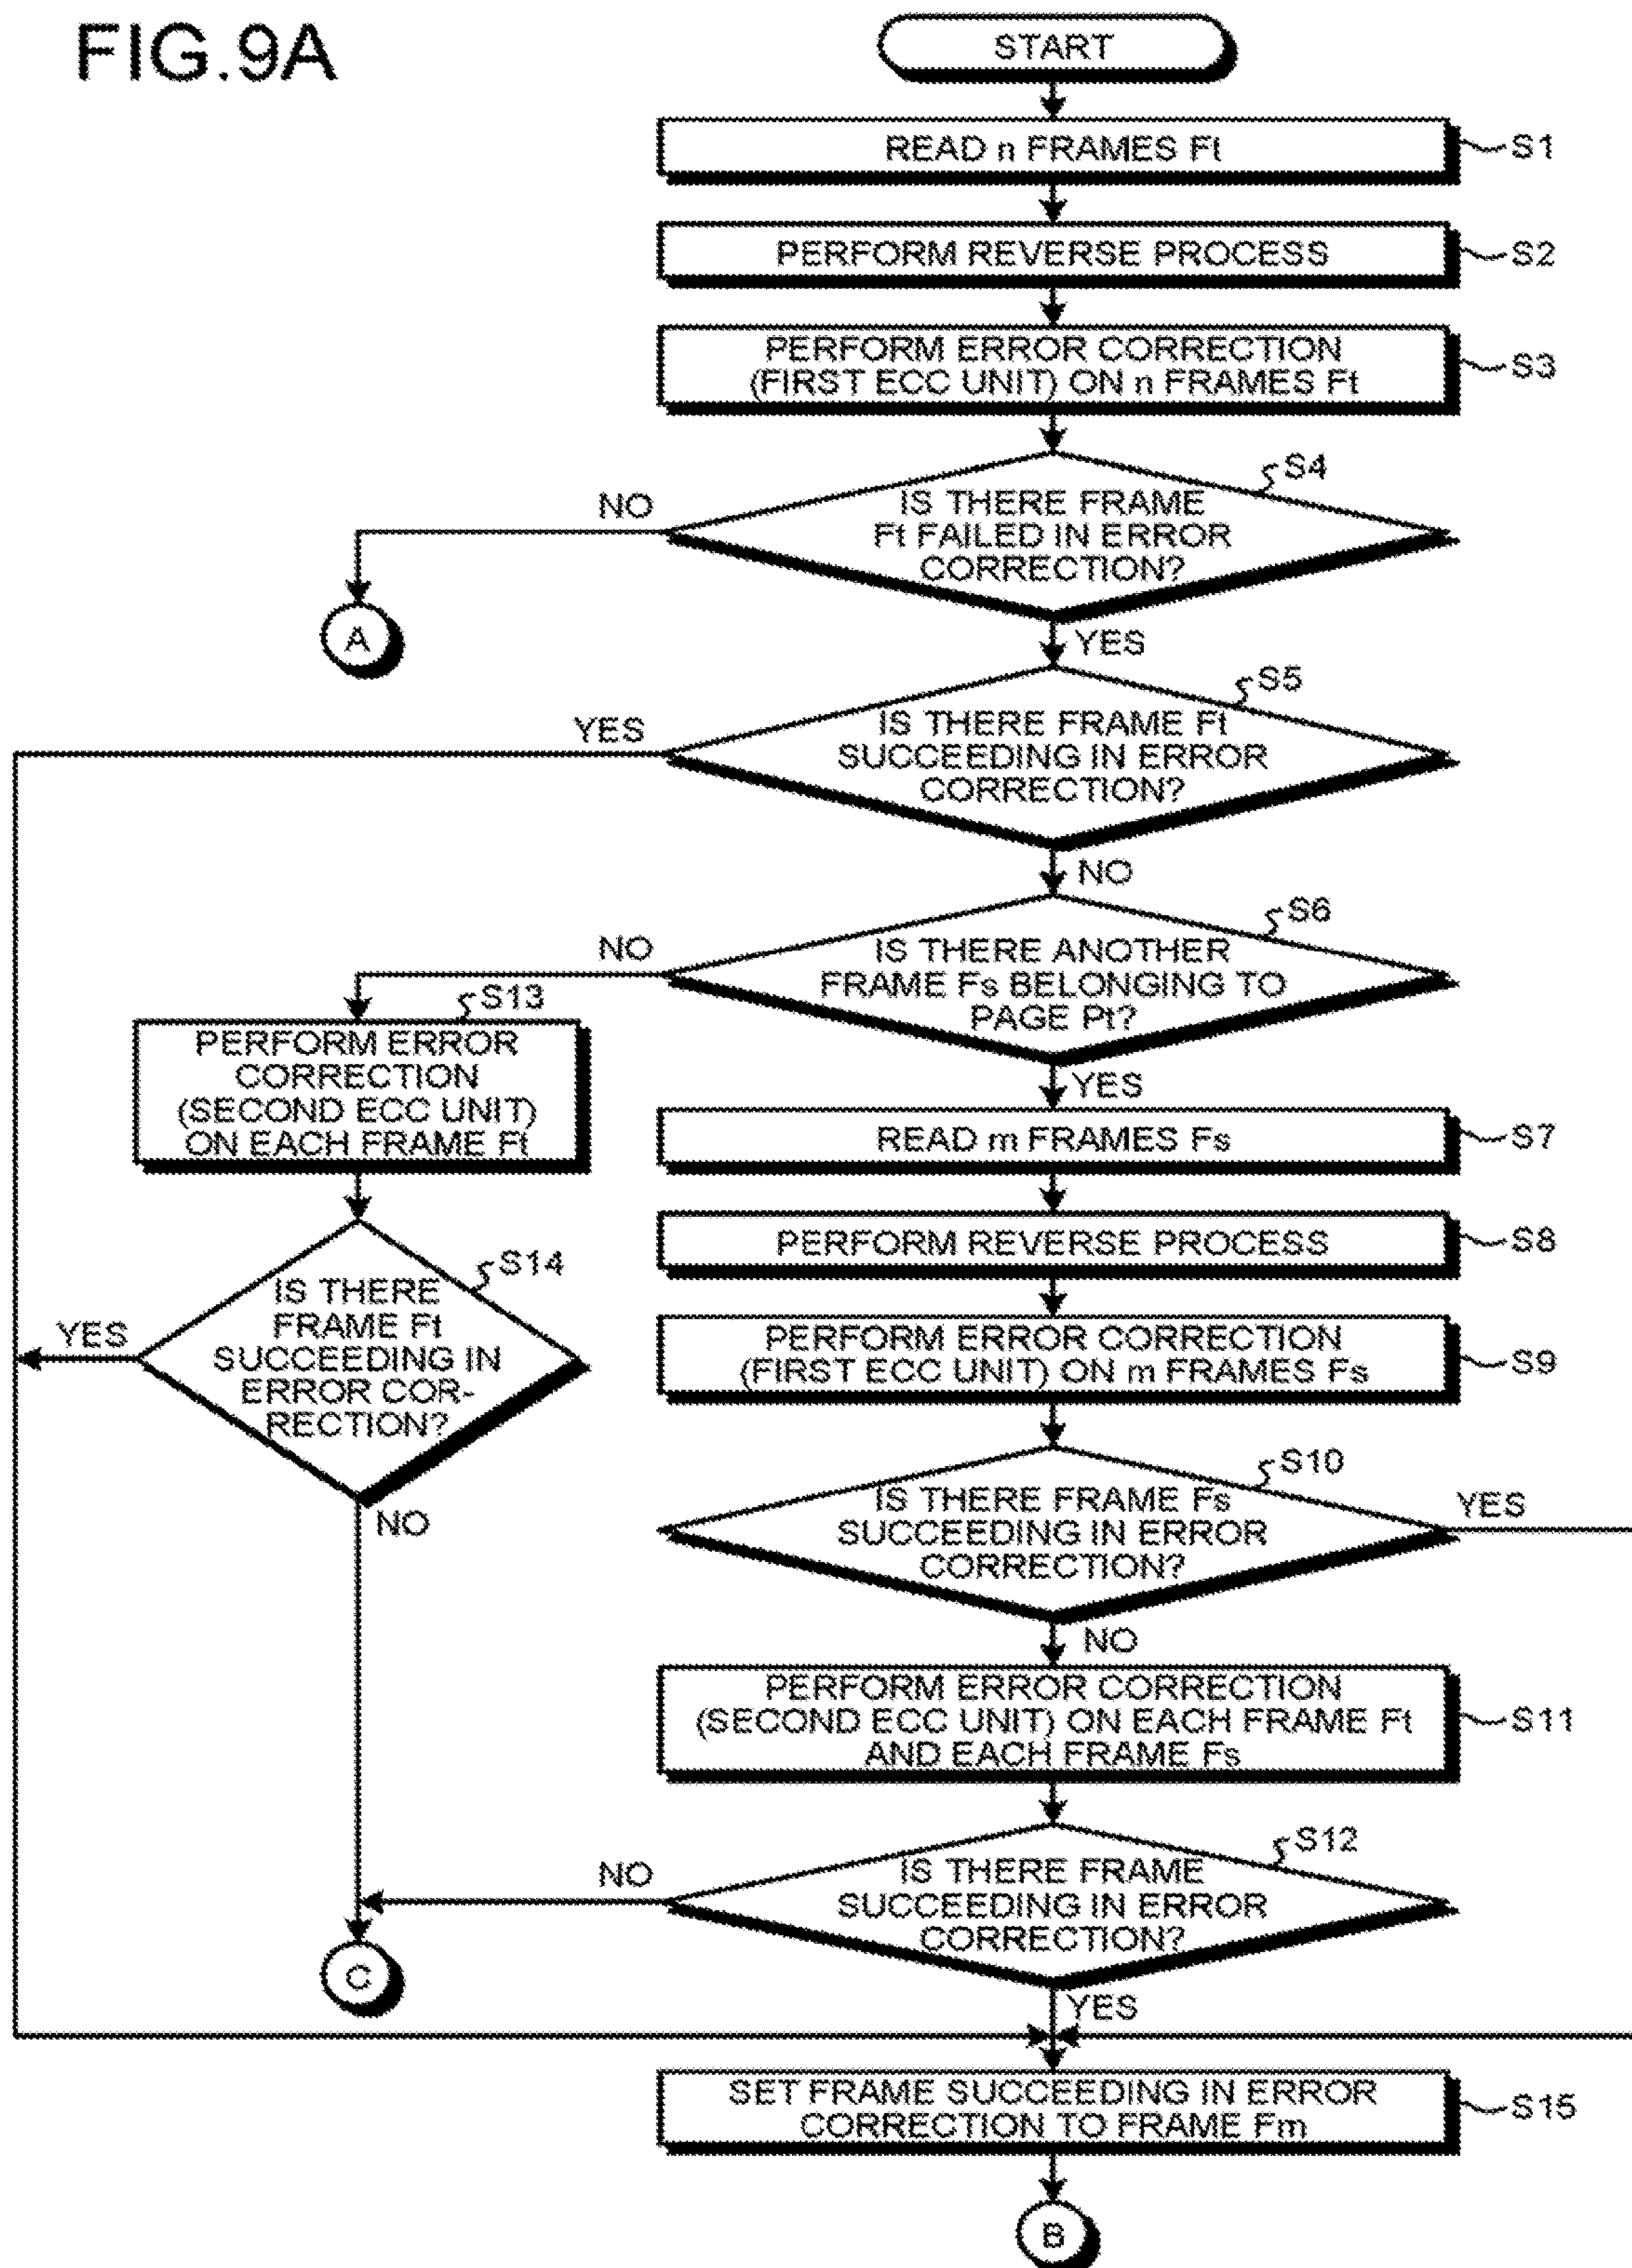 FIG.9A
START
READ n FRAMES Ft
S1
PERFORM REVERSE PROCESS
S2
PERFORM ERROR CORRECTION
(FIRST ECC UNIT) ON n FRAMES Ft
S3
S4
IS THERE FRAME
Ft FAILED IN ERROR
CORRECTION?
NO
A
YES
S5
IS THERE FRAME Ft
SUCCEEDING IN ERROR
CORRECTION?
YES
NO
S6
IS THERE ANOTHER
FRAME Fs BELONGING TO
PAGE Pt?
NO
S13
PERFORM ERROR
CORRECTION
(SECOND ECC UNIT)
ON EACH FRAME Ft
YES
READ m FRAMES Fs
S7
PERFORM REVERSE PROCESS
S8
S14
IS THERE
FRAME Ft
SUCCEEDING IN
ERROR COR-
RECTION?
YES
NO
PERFORM ERROR CORRECTION
(FIRST ECC UNIT) ON m FRAMES Fs
S9
S10
IS THERE FRAME Fs
SUCCEEDING IN ERROR
CORRECTION?
YES
NO
PERFORM ERROR CORRECTION
(SECOND ECC UNIT) ON EACH FRAME Ft
AND EACH FRAME Fs
S11
S12
IS THERE FRAME
SUCCEEDING IN ERROR
CORRECTION?
NO
C
YES
SET FRAME SUCCEEDING IN ERROR
CORRECTION TO FRAME Fm
S15
B